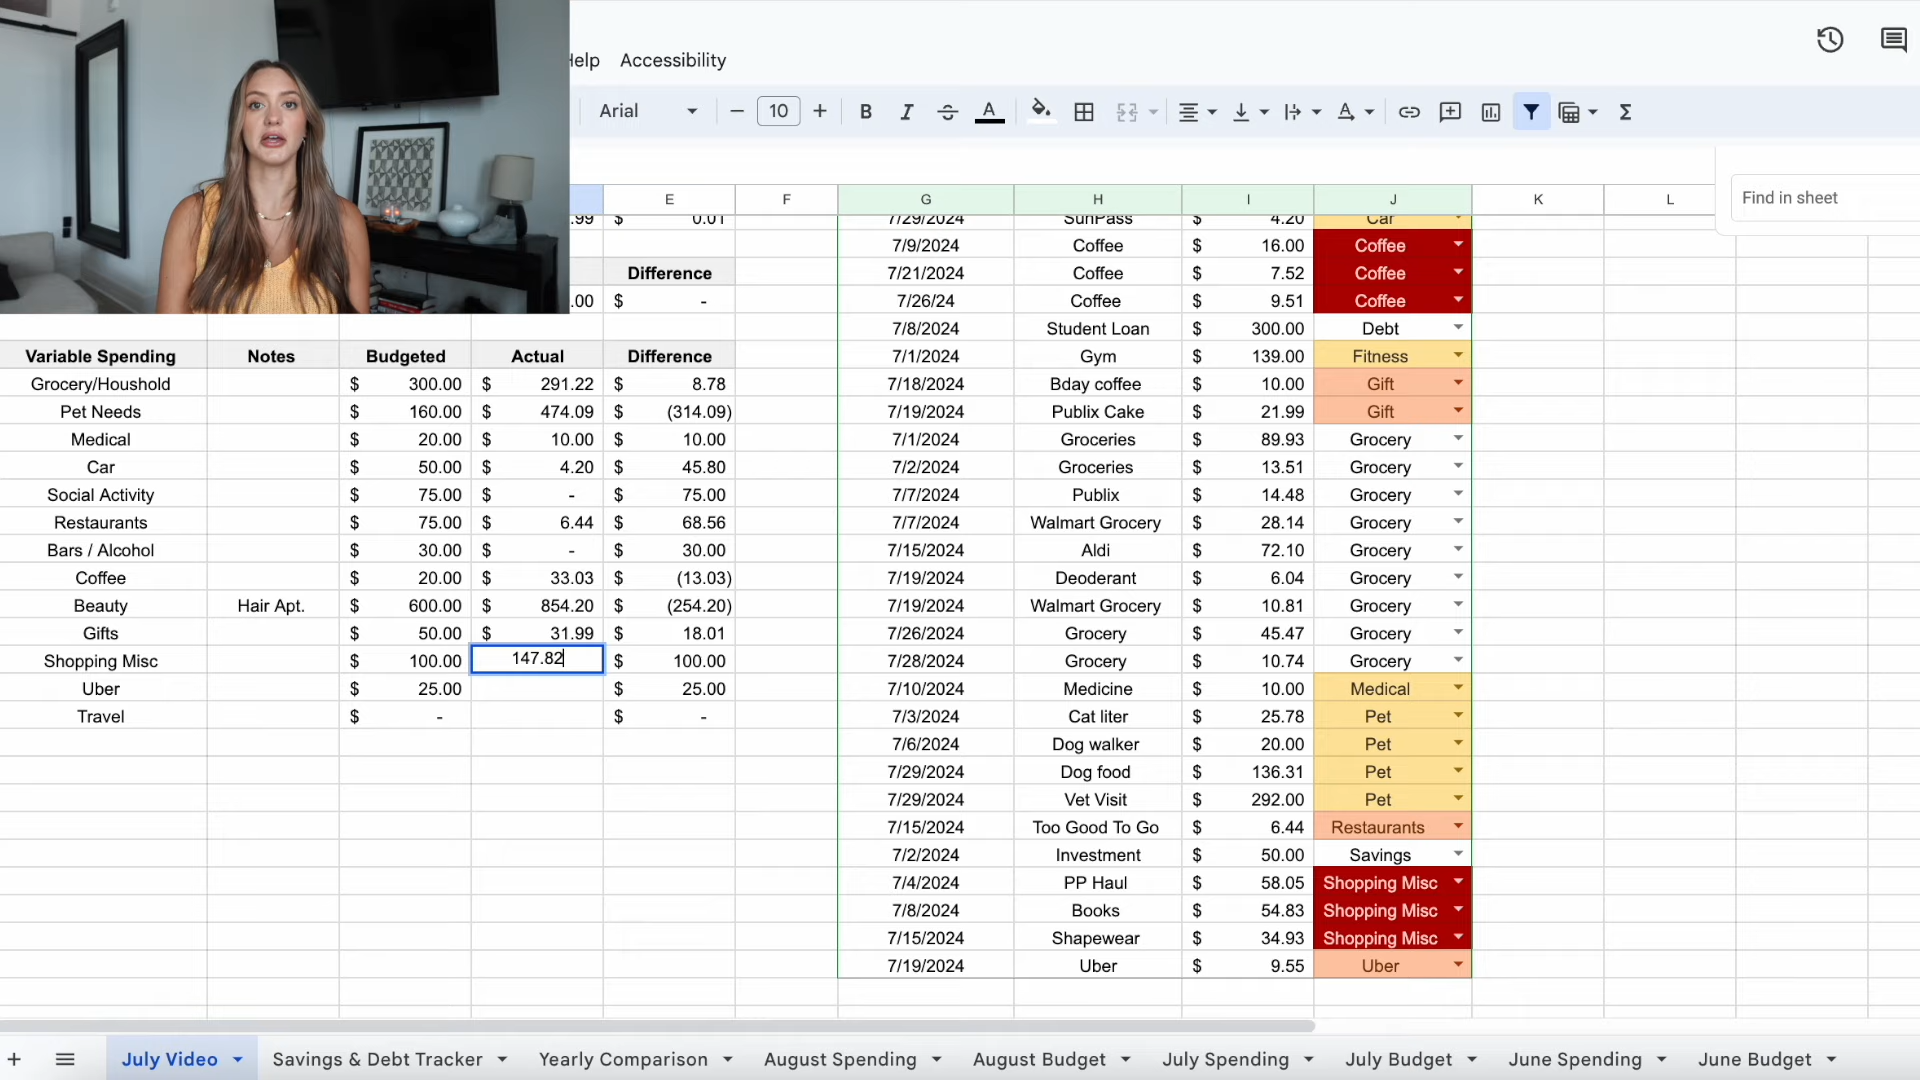 Help Accessibility
Arial 10
Find in sheet
E F G H I J K L
.99 $ 0.01 7/29/2024 SunPass $ 4.20 Car
7/9/2024 Coffee $ 16.00 Coffee
Difference 7/21/2024 Coffee $ 7.52 Coffee
.00 $ - 7/26/24 Coffee $ 9.51 Coffee
7/8/2024 Student Loan $ 300.00 Debt
Variable Spending Notes Budgeted Actual Difference 7/1/2024 Gym $ 139.00 Fitness
Grocery/Houshold $ 300.00 $ 291.22 $ 8.78 7/18/2024 Bday coffee $ 10.00 Gift
Pet Needs $ 160.00 $ 474.09 $ (314.09) 7/19/2024 Publix Cake $ 21.99 Gift
Medical $ 20.00 $ 10.00 $ 10.00 7/1/2024 Groceries $ 89.93 Grocery
Car $ 50.00 $ 4.20 $ 45.80 7/2/2024 Groceries $ 13.51 Grocery
Social Activity $ 75.00 $ - $ 75.00 7/7/2024 Publix $ 14.48 Grocery
Restaurants $ 75.00 $ 6.44 $ 68.56 7/7/2024 Walmart Grocery $ 28.14 Grocery
Bars / Alcohol $ 30.00 $ - $ 30.00 7/15/2024 Aldi $ 72.10 Grocery
Coffee $ 20.00 $ 33.03 $ (13.03) 7/19/2024 Deoderant $ 6.04 Grocery
Beauty Hair Apt. $ 600.00 $ 854.20 $ (254.20) 7/19/2024 Walmart Grocery $ 10.81 Grocery
Gifts $ 50.00 $ 31.99 $ 18.01 7/26/2024 Grocery $ 45.47 Grocery
Shopping Misc $ 100.00 147.82 $ 100.00 7/28/2024 Grocery $ 10.74 Grocery
Uber $ 25.00 $ 25.00 7/10/2024 Medicine $ 10.00 Medical
Travel $ - $ - 7/3/2024 Cat liter $ 25.78 Pet
7/6/2024 Dog walker $ 20.00 Pet
7/29/2024 Dog food $ 136.31 Pet
7/29/2024 Vet Visit $ 292.00 Pet
7/15/2024 Too Good To Go $ 6.44 Restaurants
7/2/2024 Investment $ 50.00 Savings
7/4/2024 PP Haul $ 58.05 Shopping Misc
7/8/2024 Books $ 54.83 Shopping Misc
7/15/2024 Shapewear $ 34.93 Shopping Misc
7/19/2024 Uber $ 9.55 Uber
July Video Savings & Debt Tracker Yearly Comparison August Spending August Budget July Spending July Budget June Spending June Budget